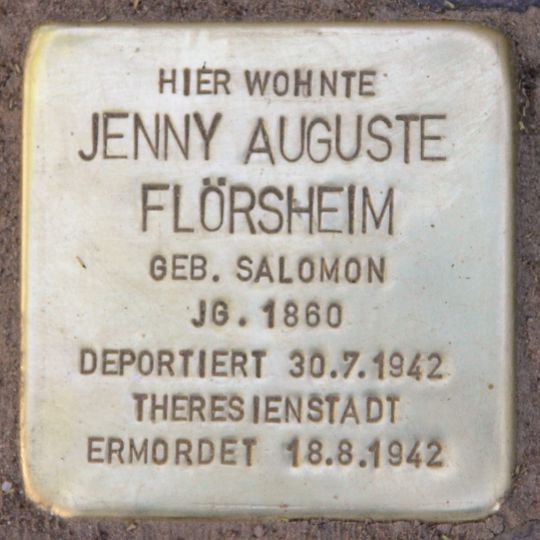 HIER WOHNTE
JENNY AUGUSTE
FLÖRSHEIM
GEB. SALOMON
JG. 1860
DEPORTIERT 30.7.1942
THERESIENSTADT
ERMORDET 18.8.1942